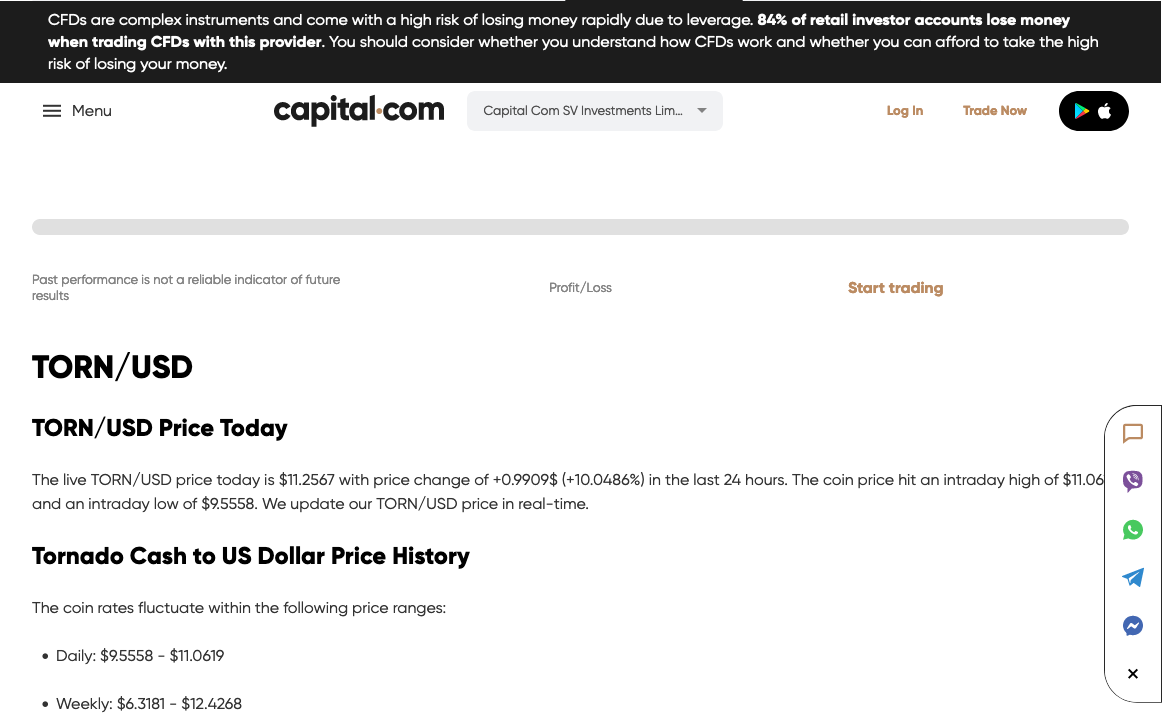 CFDs are complex instruments and come with a high risk of losing money rapidly due to leverage. 84% of retail investor accounts lose money
when trading CFDs with this provider. You should consider whether you understand how CFDs work and whether you can afford to take the high
risk of losing your money.
Menu
capital.com
Capital Com SV Investments Lim...
Log In
Trade Now
Past performance is not a reliable indicator of future
results
Profit/Loss
Start trading
TORN/USD
TORN/USD Price Today
The live TORN/USD price today is $11.2567 with price change of +0.9909$ (+10.0486%) in the last 24 hours. The coin price hit an intraday high of $11.06
and an intraday low of $9.5558. We update our TORN/USD price in real-time.
Tornado Cash to US Dollar Price History
The coin rates fluctuate within the following price ranges:
• Daily: $9.5558 - $11.0619
• Weekly: $6.3181 - $12.4268